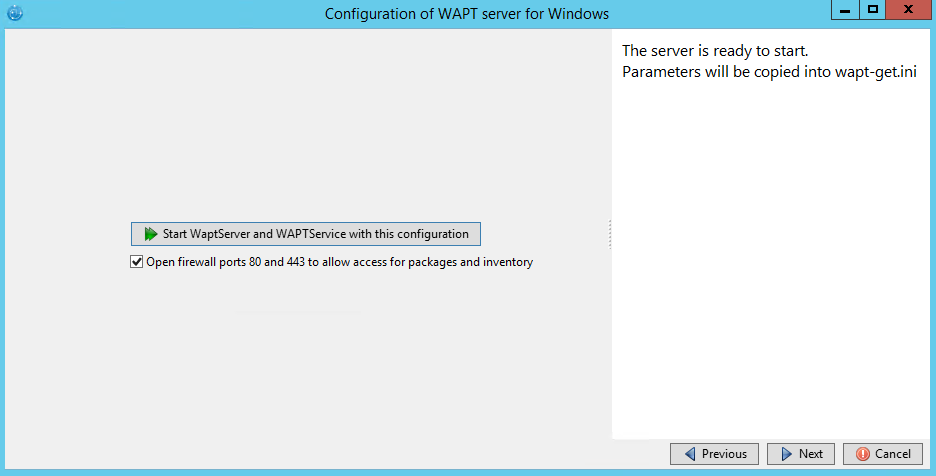 Configuration of WAPT server for Windows
The server is ready to start.
Parameters will be copied into wapt-get.ini
Start WaptServer and WAPTService with this configuration
Open firewall ports 80 and 443 to allow access for packages and inventory
Previous
Next
Cancel